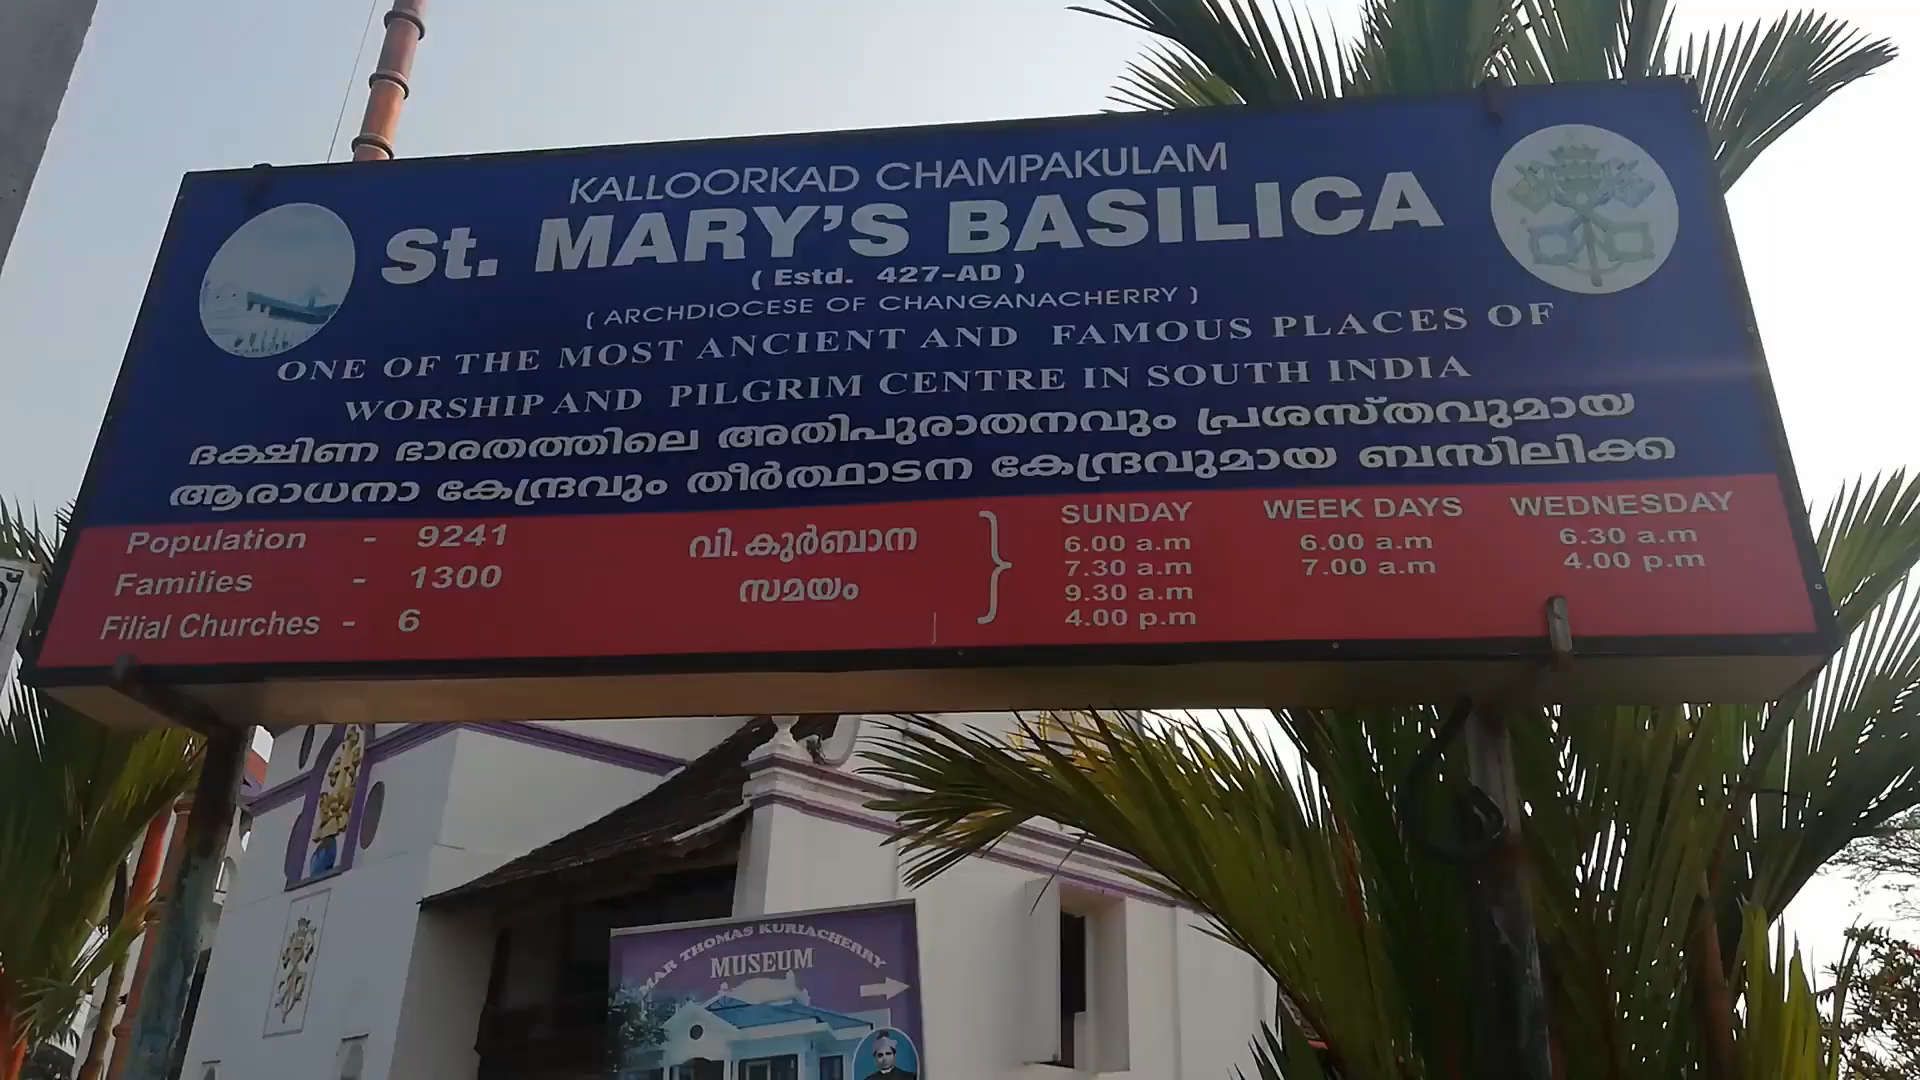 KALLOORKAD CHAMPAKULAM
St. MARY'S BASILICA
( Estd. 427-AD )
( ARCHDIOCESE OF CHANGANACHERRY )
ONE OF THE MOST ANCIENT AND FAMOUS PLACES OF
WORSHIP AND PILGRIM CENTRE IN SOUTH INDIA
ദക്ഷിണ ഭാരതത്തിലെ അതിപുരാതനവും പ്രശസ്തവുമായ
ആരാധനാ കേന്ദ്രവും തീർത്ഥാടന കേന്ദ്രവുമായ ബസിലിക്ക
Population - 9241
Families - 1300
Filial Churches - 6
വി. കുർബാന
സമയം
SUNDAY
6.00 a.m
7.30 a.m
9.30 a.m
4.00 p.m
WEEK DAYS
6.00 a.m
7.00 a.m
WEDNESDAY
6.30 a.m
4.00 p.m
MAR THOMAS KURIACHERRY
MUSEUM